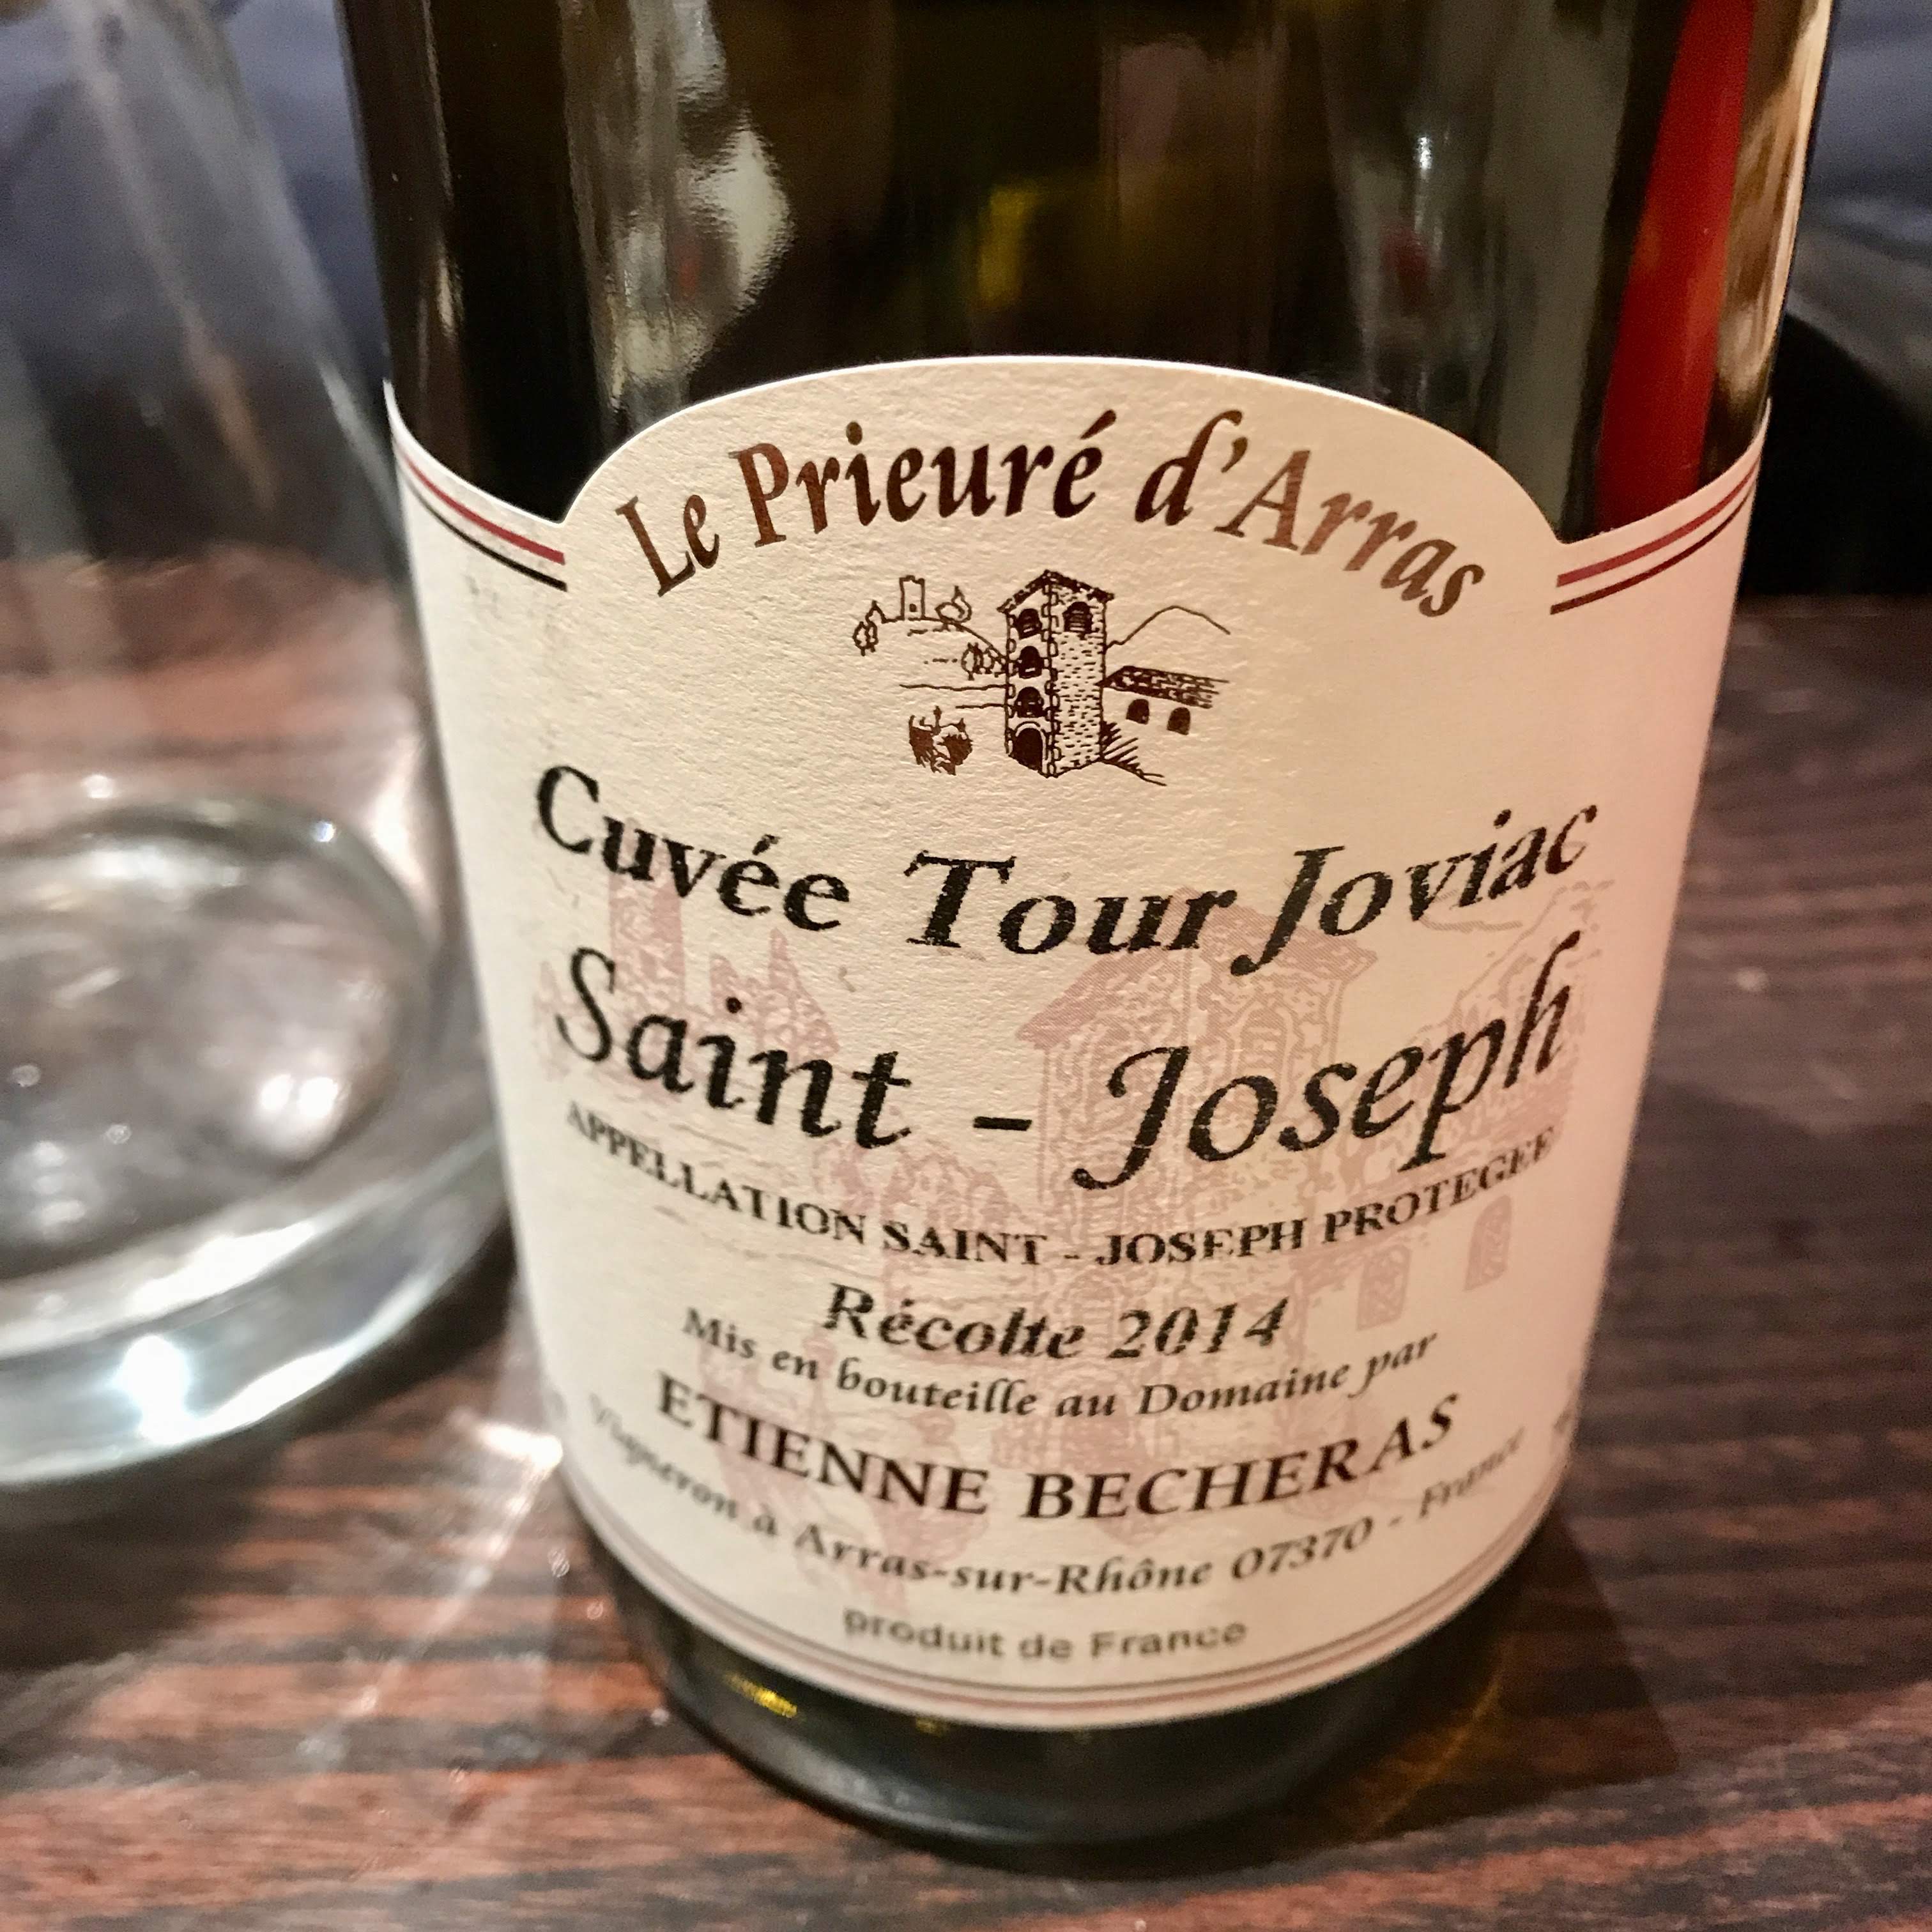 Le Prieuré d'Arras
Cuvée Tour Joviac
Saint - Joseph
APPELLATION SAINT - JOSEPH PROTEGEE
Récolte 2014
Mis en bouteille au Domaine par
ETIENNE BECHERAS
Vigneron à Arras-sur-Rhône 07370 - France
produit de France